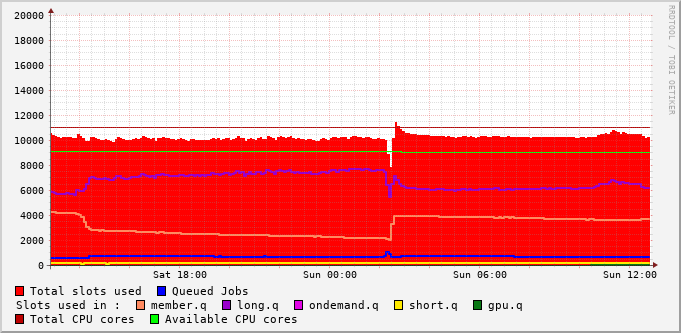 20000
18000
16000
14000
12000
10000
8000
6000
4000
2000
0
Sat 18:00 Sun 00:00 Sun 06:00 Sun 12:00
RRDTOOL / TOBI OETIKER
Total slots used Queued Jobs
Slots used in : member.q long.q ondemand.q short.q gpu.q
Total CPU cores Available CPU cores